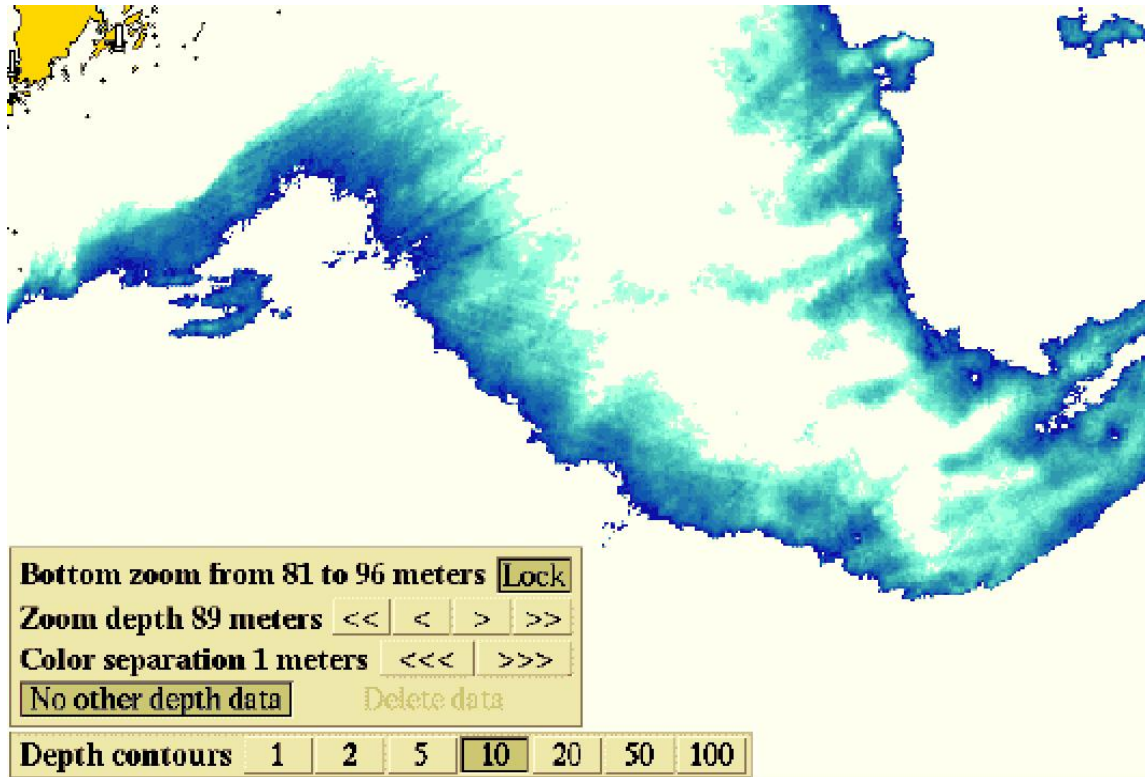 Bottom zoom from 81 to 96 meters Lock
Zoom depth 89 meters << < > >>
Color separation 1 meters <<< >>>
No other depth data Delete data
Depth contours 1 2 5 10 20 50 100